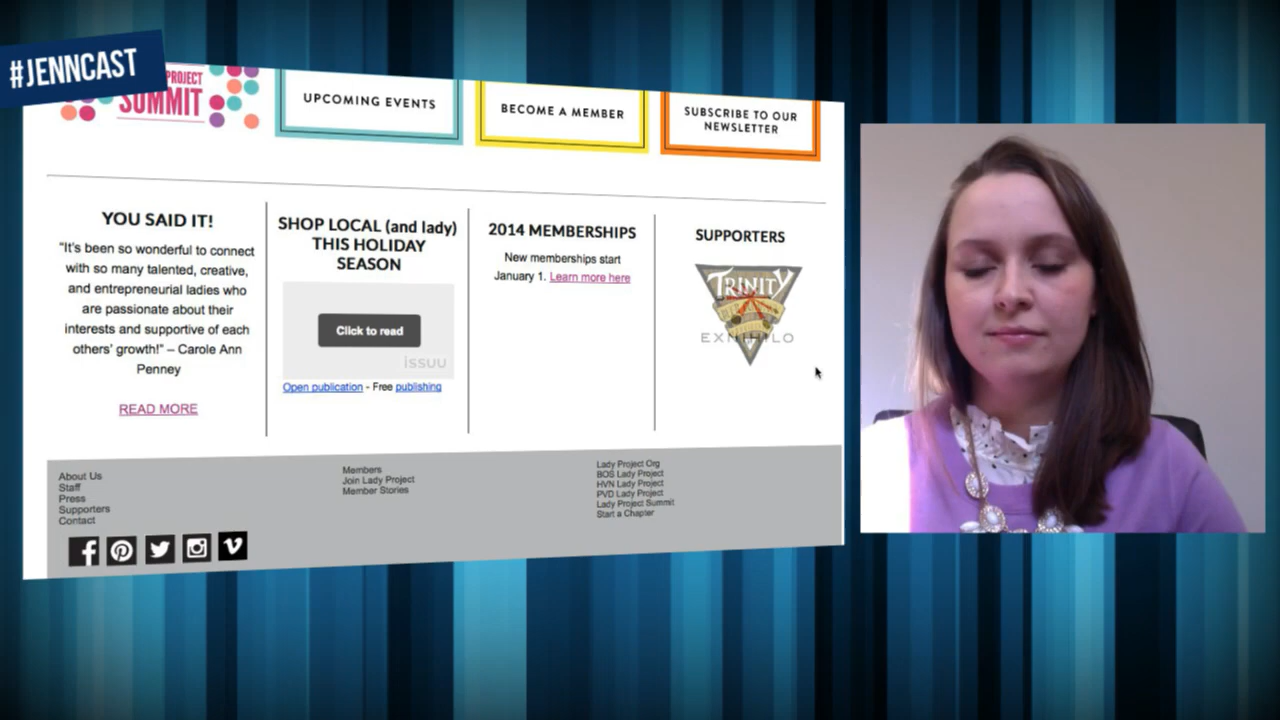 #JENNCAST
PROJECT
SUMMIT
UPCOMING EVENTS
BECOME A MEMBER
SUBSCRIBE TO OUR
NEWSLETTER
YOU SAID IT!
"It's been so wonderful to connect
with so many talented, creative,
and entrepreneurial ladies who
are passionate about their
interests and supportive of each
others' growth!" – Carole Ann
Penney
READ MORE
SHOP LOCAL (and lady)
THIS HOLIDAY
SEASON
Click to read
issuu
Open publication - Free publishing
2014 MEMBERSHIPS
New memberships start
January 1. Learn more here
SUPPORTERS
TRINITY
EXNIHILO
About Us
Staff
Press
Supporters
Contact
Members
Join Lady Project
Member Stories
Lady Project Org
BOS Lady Project
HVN Lady Project
PVD Lady Project
Lady Project Summit
Start a Chapter